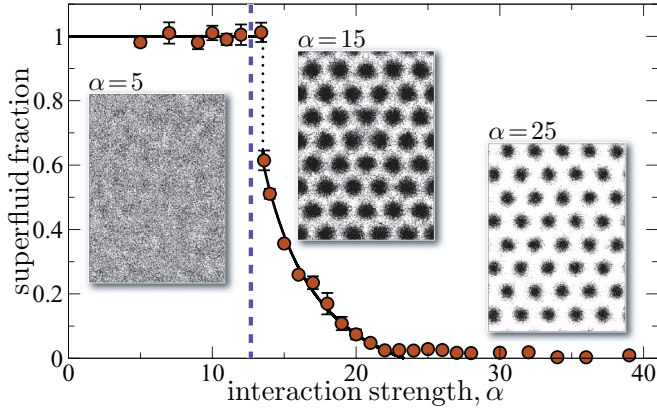 1
0.8
0.6
0.4
0.2
0
superfluid fraction
α=5
α=15
α=25
0 10 20 30 40
interaction strength, α